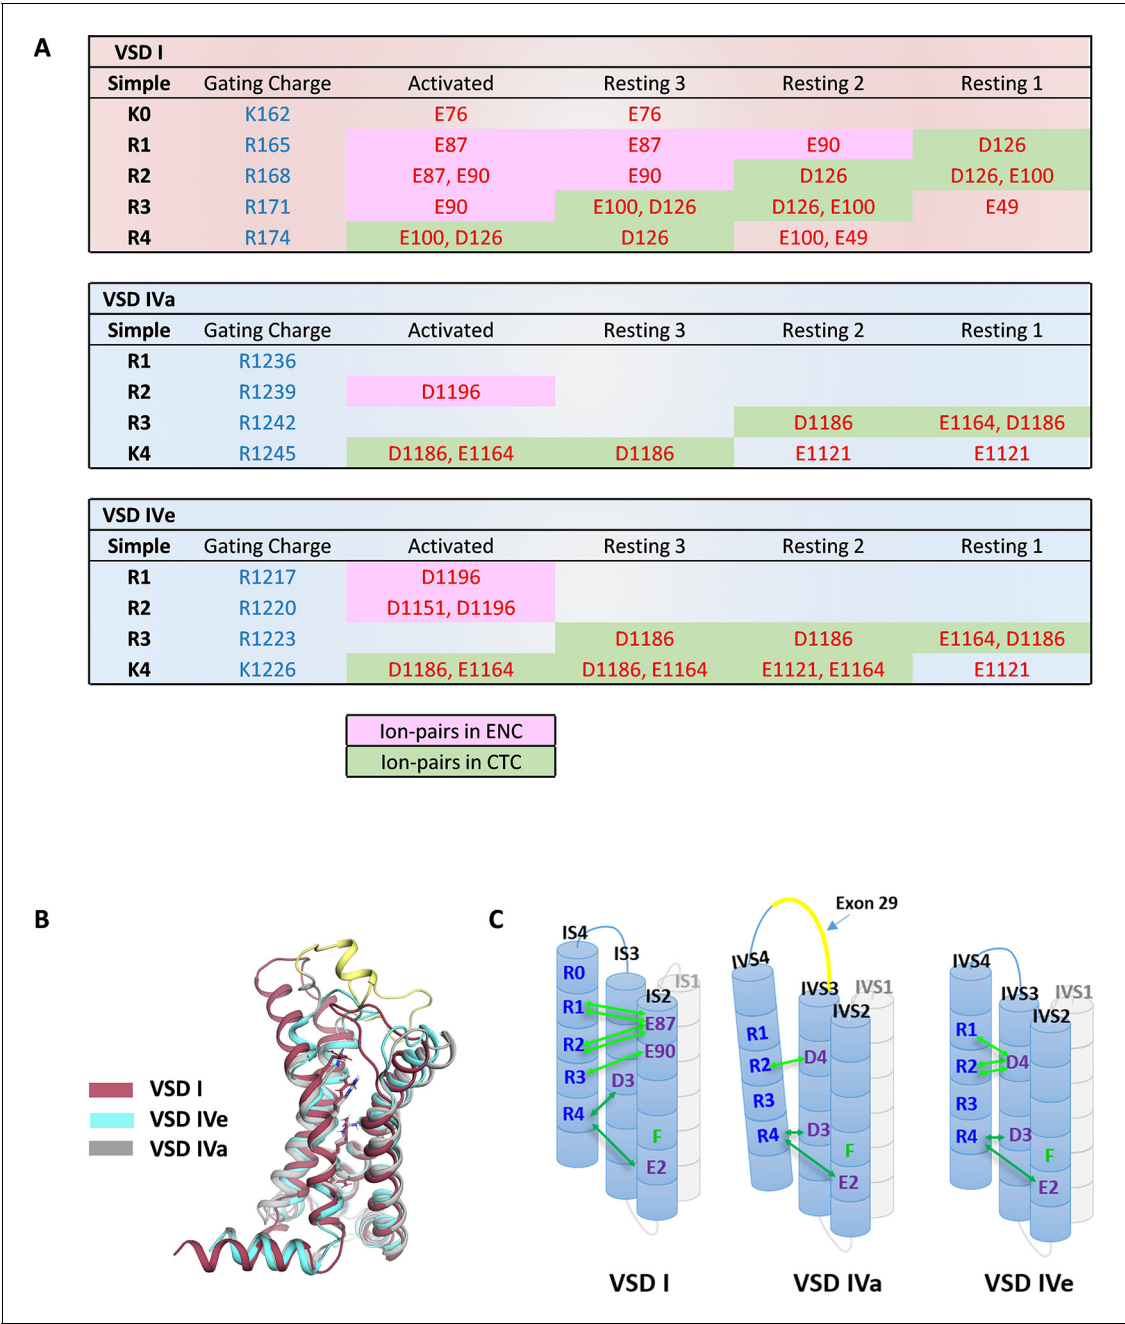 A
VSD I
Simple Gating Charge Activated Resting 3 Resting 2 Resting 1
K0 K162 E76 E76
R1 R165 E87 E87 E90 D126
R2 R168 E87, E90 E90 D126 D126, E100
R3 R171 E90 E100, D126 D126, E100 E49
R4 R174 E100, D126 D126 E100, E49
VSD IVa
Simple Gating Charge Activated Resting 3 Resting 2 Resting 1
R1 R1236
R2 R1239 D1196
R3 R1242 D1186 E1164, D1186
K4 R1245 D1186, E1164 D1186 E1121 E1121
VSD IVe
Simple Gating Charge Activated Resting 3 Resting 2 Resting 1
R1 R1217 D1196
R2 R1220 D1151, D1196
R3 R1223 D1186 D1186 E1164, D1186
K4 K1226 D1186, E1164 D1186, E1164 E1121, E1164 E1121
Ion-pairs in ENC
Ion-pairs in CTC
B
VSD I
VSD IVe
VSD IVa
C
IS4
IS3
IS2
IS1
R0
R1
R2
R3
R4
E87
E90
D3
F
E2
VSD I
Exon 29
IVS4
IVS3
IVS2
IVS1
R1
R2
R3
R4
D4
D3
F
E2
VSD IVa
IVS4
IVS3
IVS2
IVS1
R1
R2
R3
R4
D4
D3
F
E2
VSD IVe